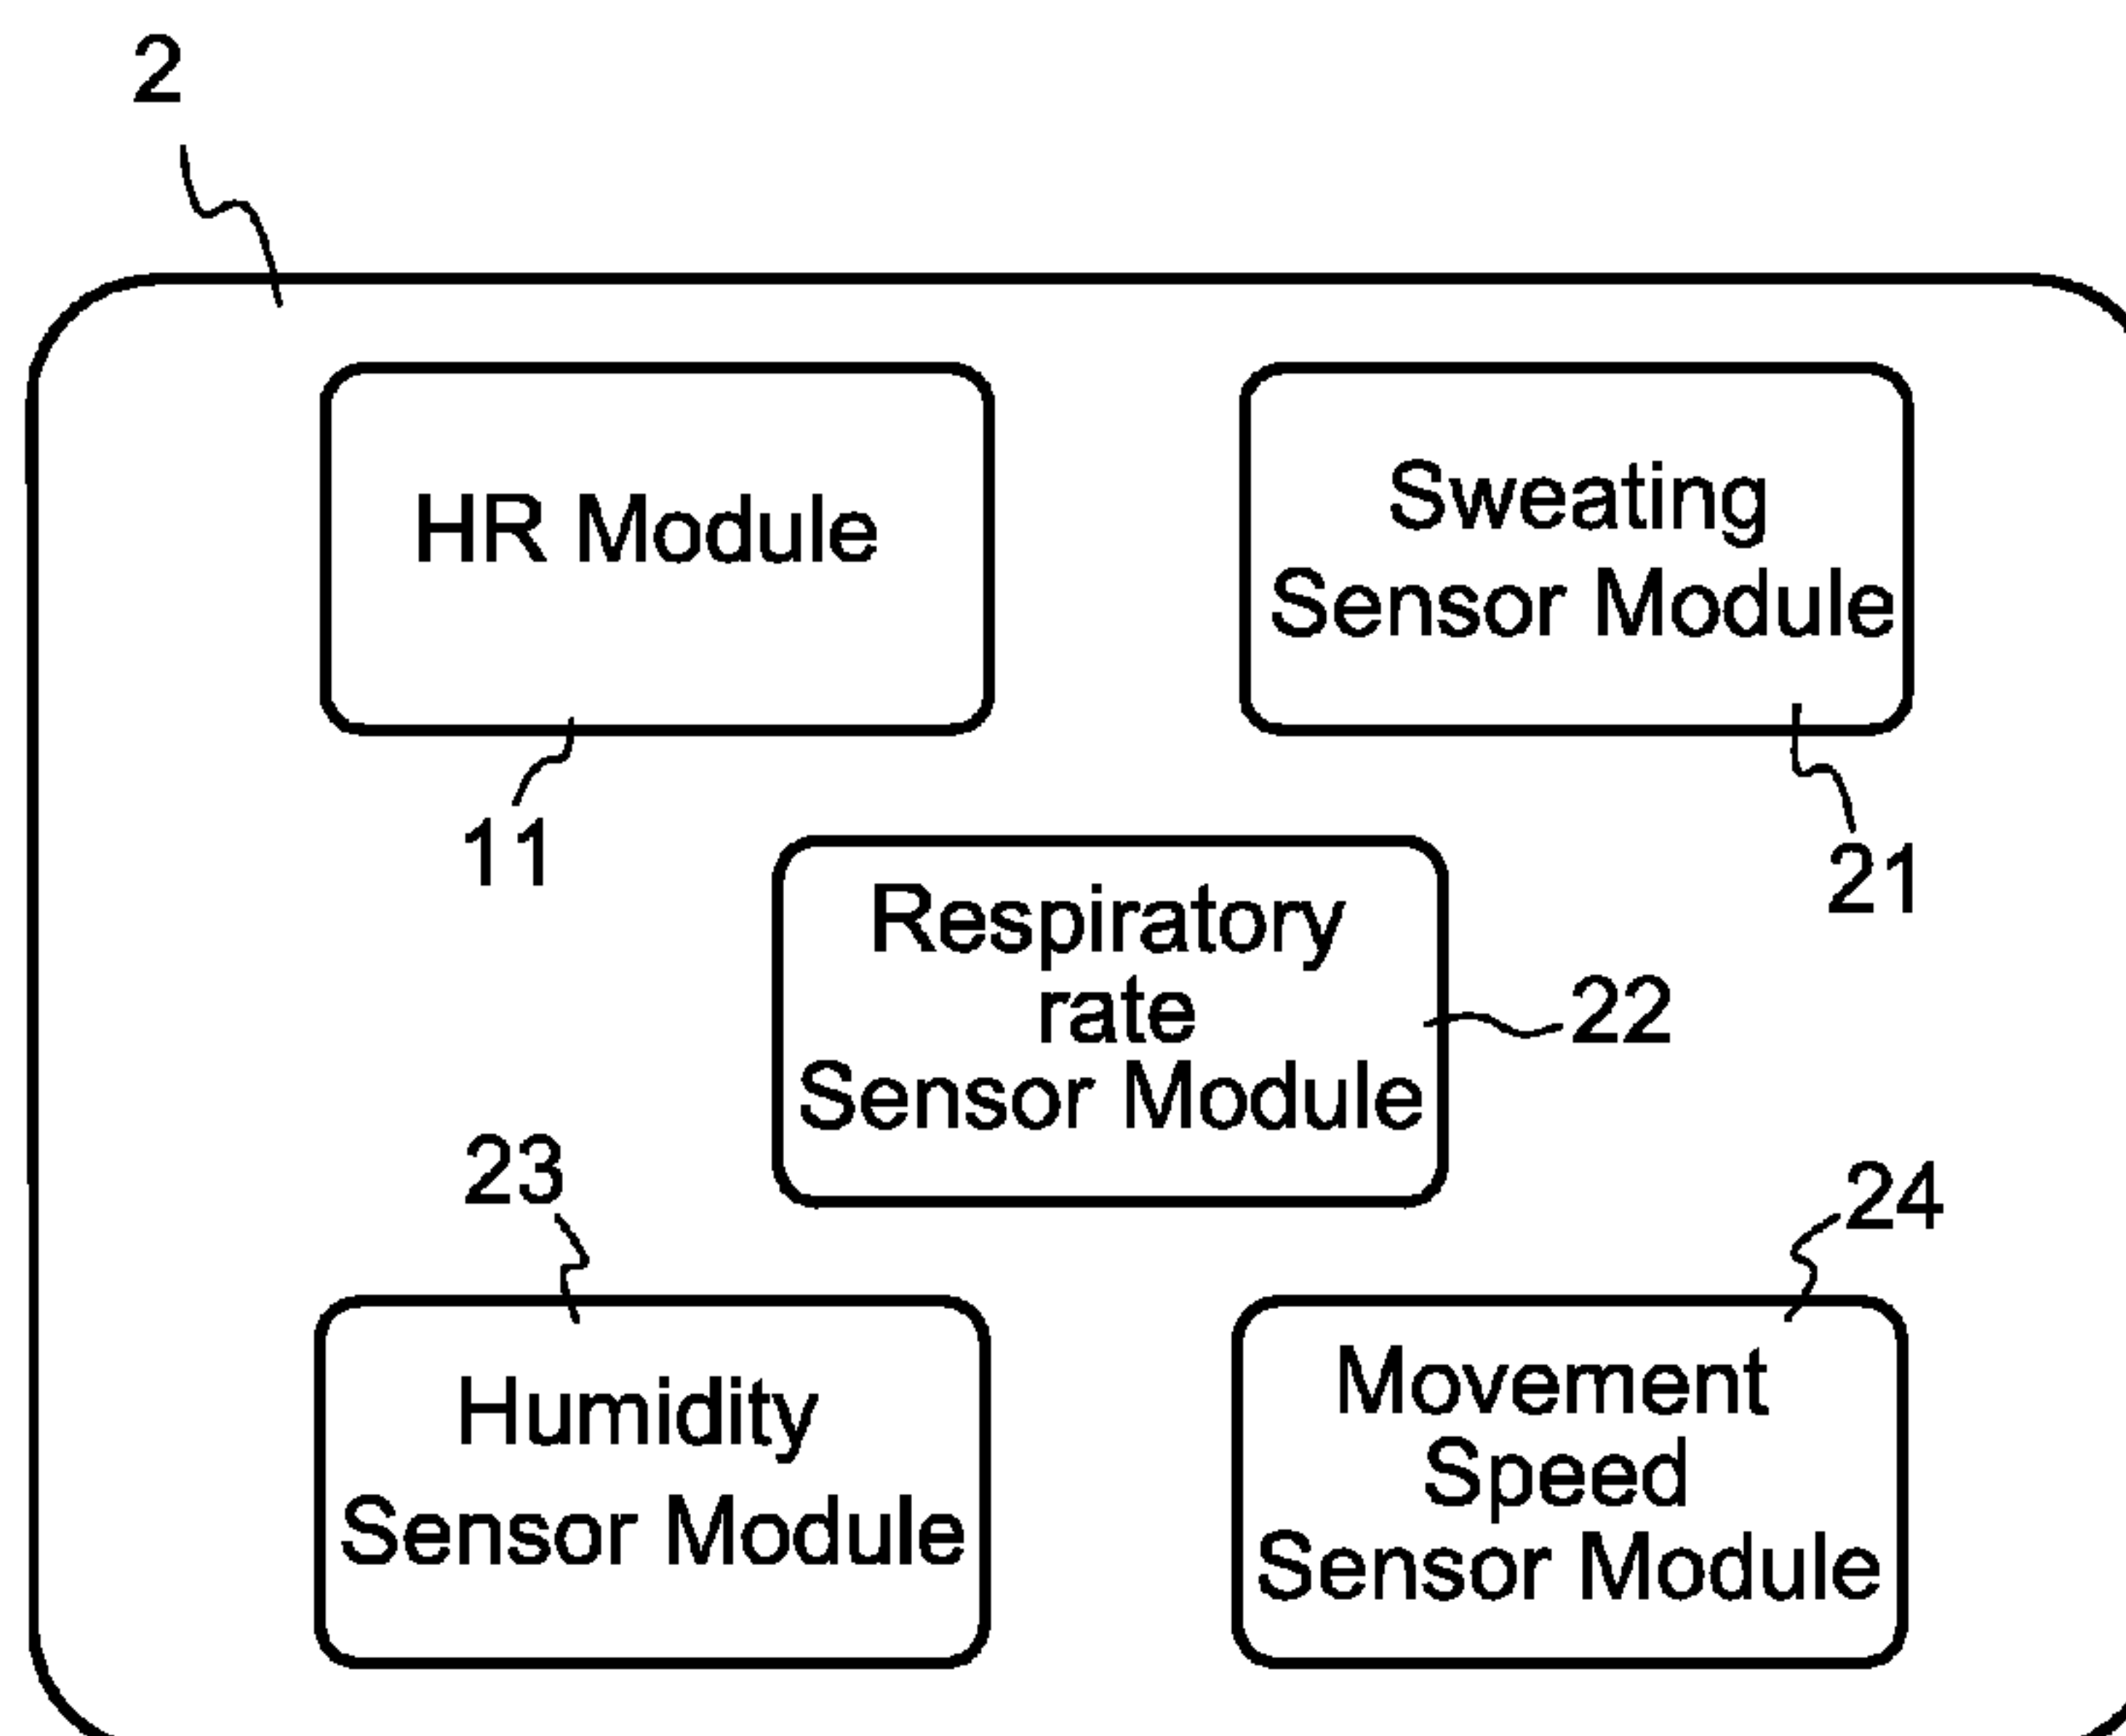 2
HR Module
Sweating
Sensor Module
11
21
Respiratory
rate
Sensor Module
22
23
24
Humidity
Sensor Module
Movement
Speed
Sensor Module